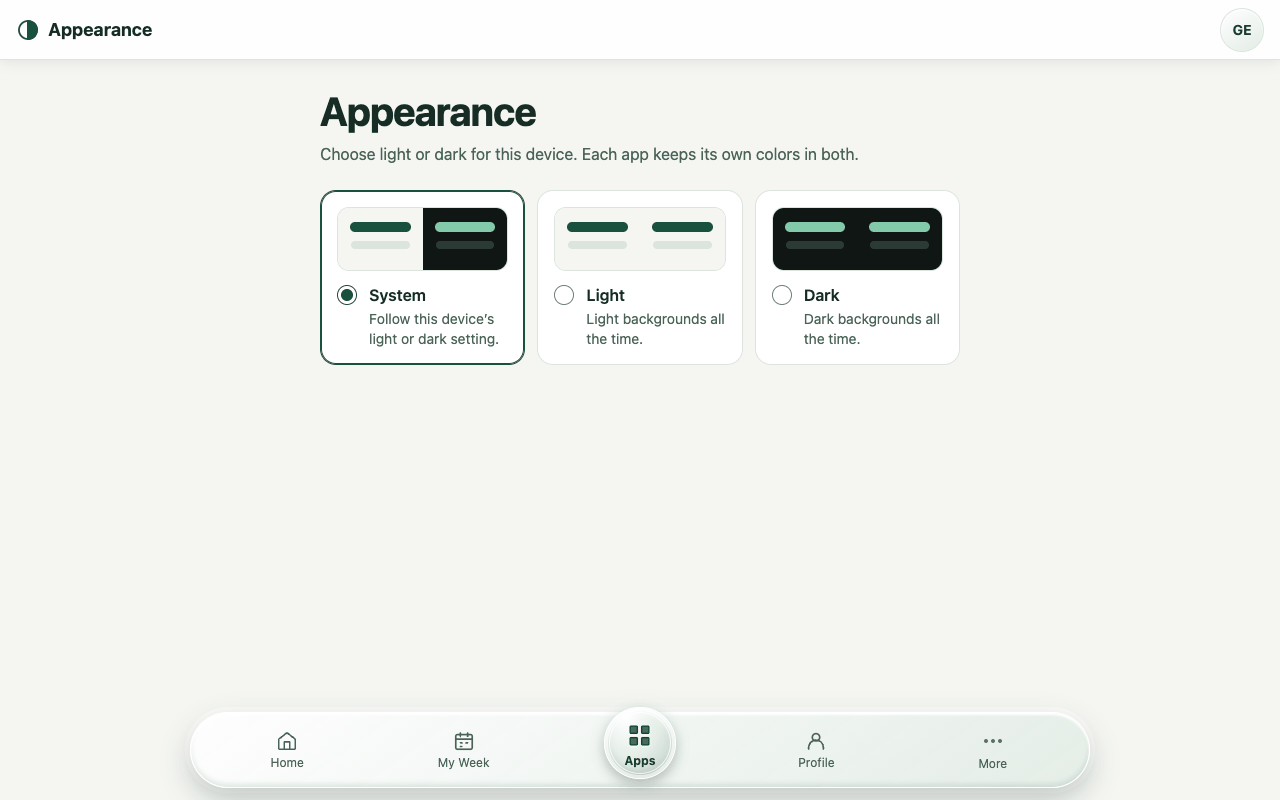 Appearance
GE
Appearance
Choose light or dark for this device. Each app keeps its own colors in both.
System
Follow this device’s
light or dark setting.
Light
Light backgrounds all
the time.
Dark
Dark backgrounds all
the time.
Home
My Week
Apps
Profile
More